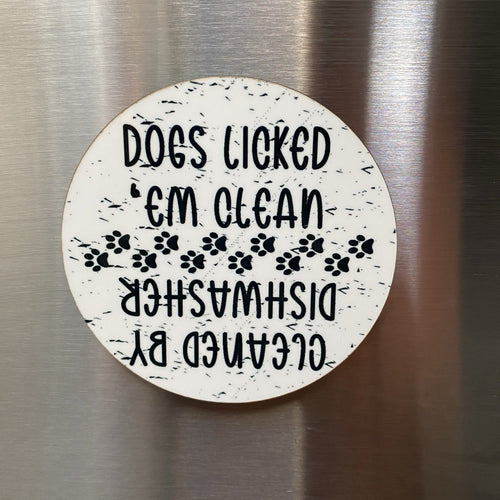 DOGS LICKED
'EM CLEAN
CLEANED BY
DISHWASHER